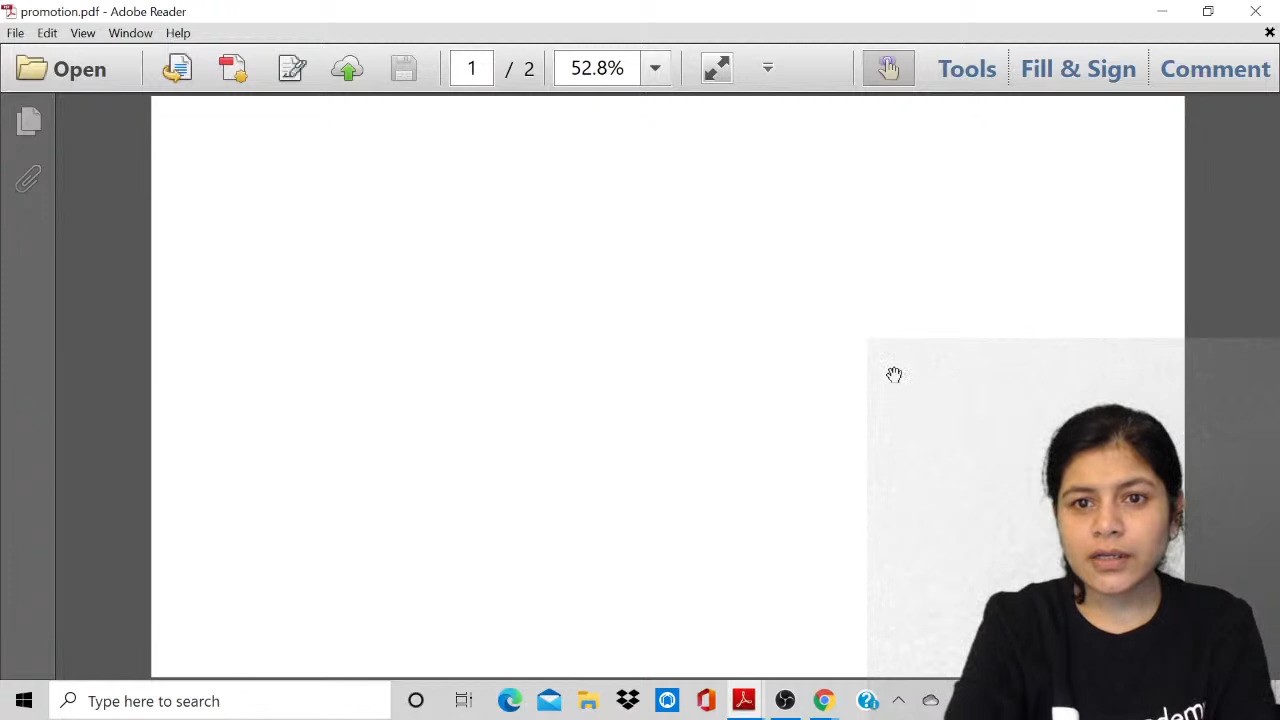 promotion.pdf - Adobe Reader
File Edit View Window Help
Open 1 / 2 52.8% Tools Fill & Sign Comment
Type here to search